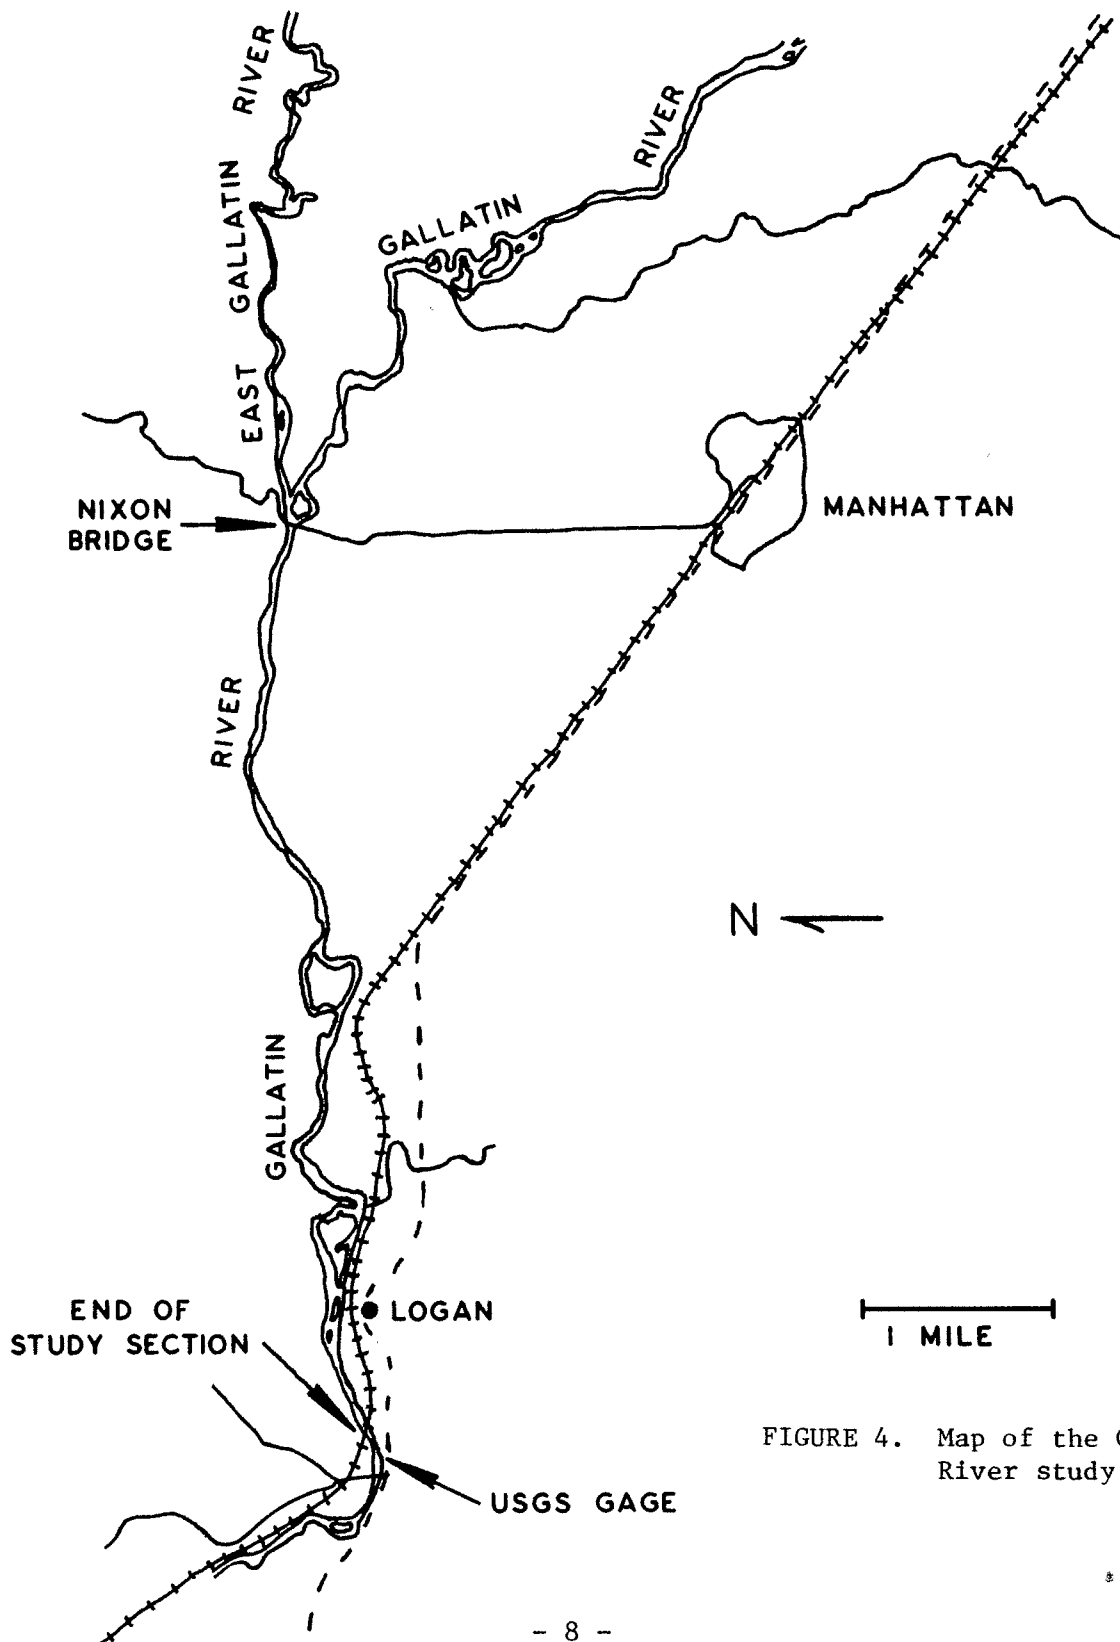 EAST GALLATIN RIVER
GALLATIN RIVER
NIXON
BRIDGE
MANHATTAN
GALLATIN RIVER
N
LOGAN
END OF
STUDY SECTION
1 MILE
USGS GAGE
FIGURE 4. Map of the
River study
- 8 -